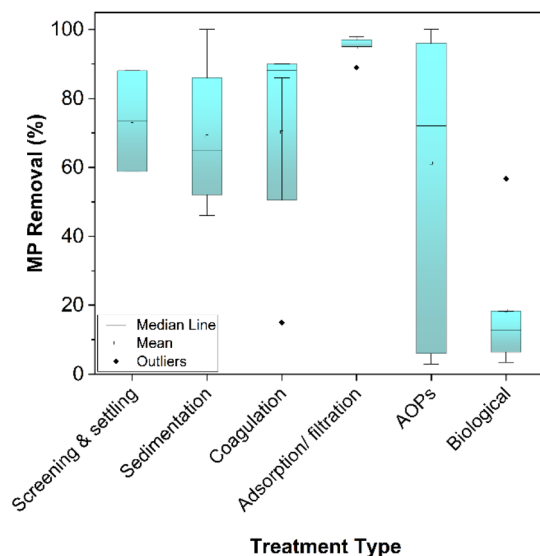 100
80
60
40
20
0
MP Removal (%)
Median Line
Mean
Outliers
Screening & settling
Sedimentation
Coagulation
Adsorption/ filtration
AOPs
Biological
Treatment Type